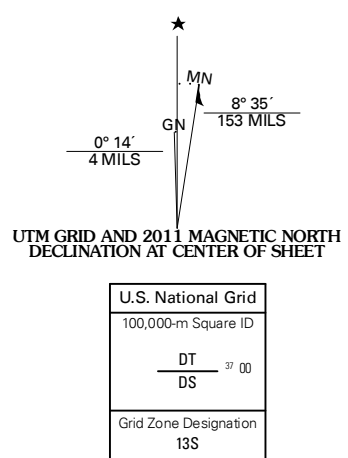 ★
MN
8° 35´
153 MILS
GN
0° 14´
4 MILS
UTM GRID AND 2011 MAGNETIC NORTH
DECLINATION AT CENTER OF SHEET
U.S. National Grid
100,000-m Square ID
DT
37 00
DS
Grid Zone Designation
13S